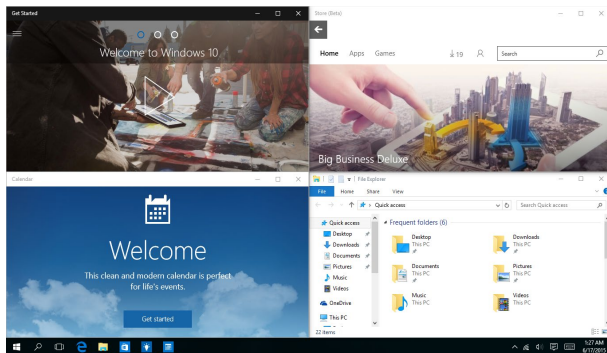 Get Started
Welcome to Windows 10
Store (Beta)
Home Apps Games
19
Search
Big Business Deluxe
Calendar
Welcome
This clean and modern calendar is perfect
for life's events.
Get started
File Explorer
File Home Share View
Quick access
Search Quick access
Quick access
Desktop
Downloads
Documents
Pictures
Music
Videos
OneDrive
This PC
Frequent folders (6)
Desktop
This PC
Downloads
This PC
Documents
This PC
Pictures
This PC
Music
This PC
Videos
This PC
22 items
1:27 AM
6/17/2015